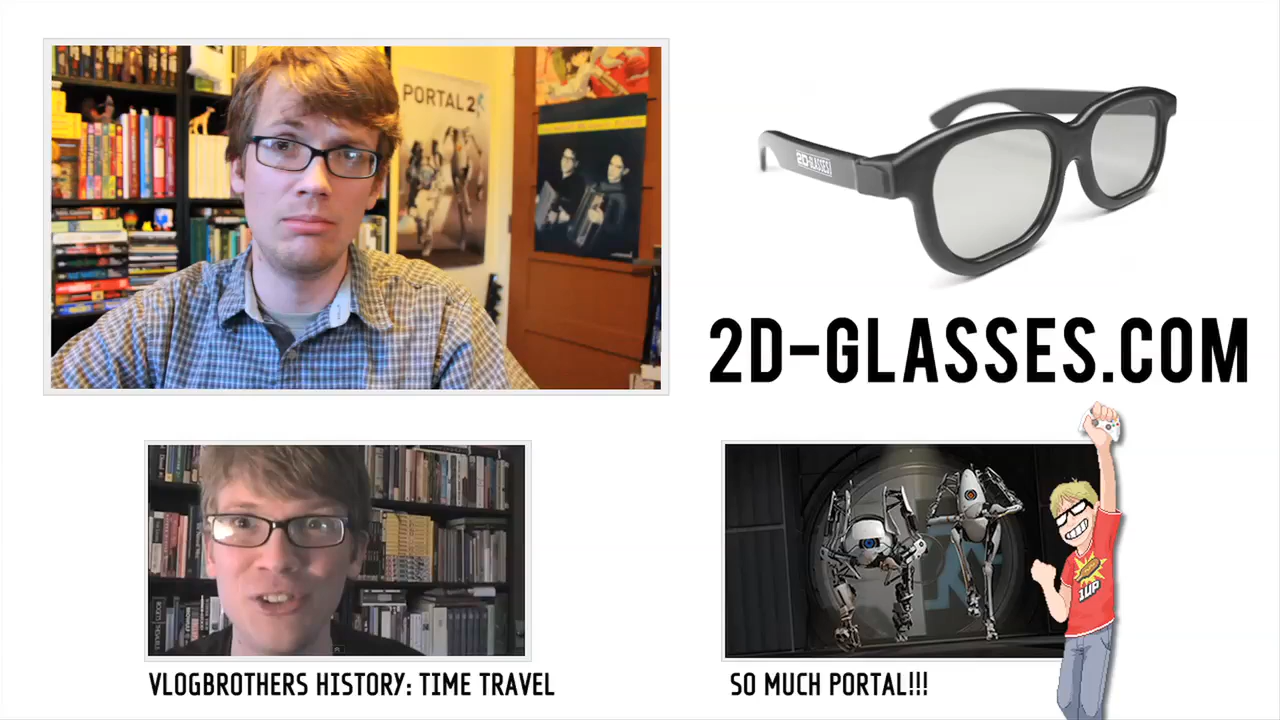 PORTAL 2
2D-GLASSES
2D-GLASSES.COM
1UP
VLOGBROTHERS HISTORY: TIME TRAVEL
SO MUCH PORTAL!!!